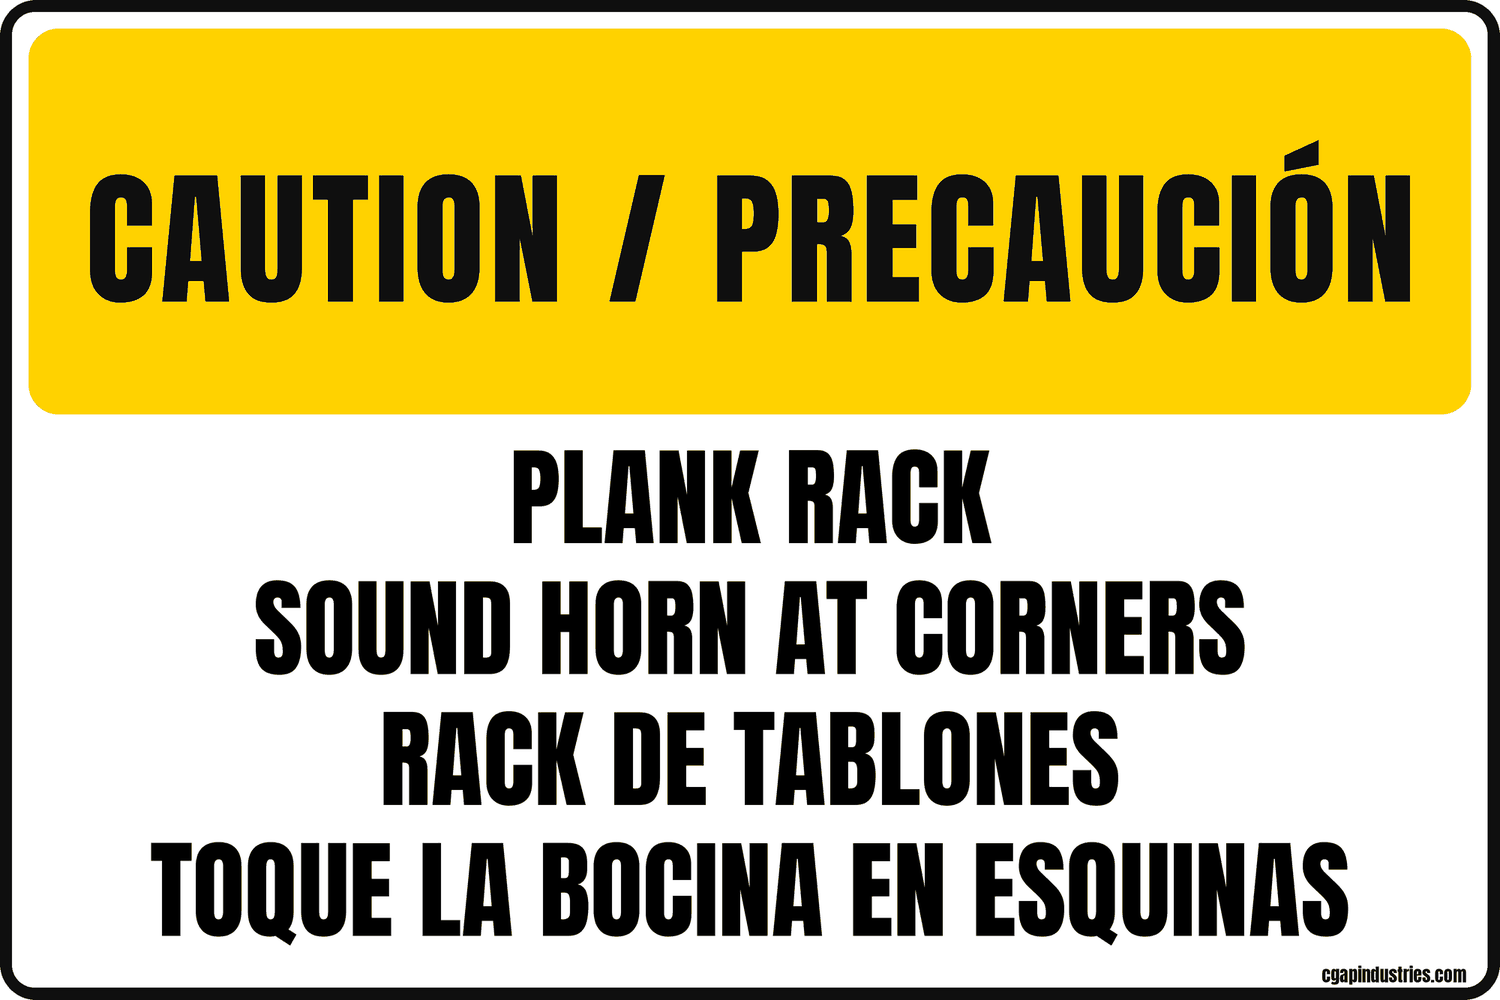 CAUTION / PRECAUCIÓN
PLANK RACK
SOUND HORN AT CORNERS
RACK DE TABLONES
TOQUE LA BOCINA EN ESQUINAS
cgapindustries.com